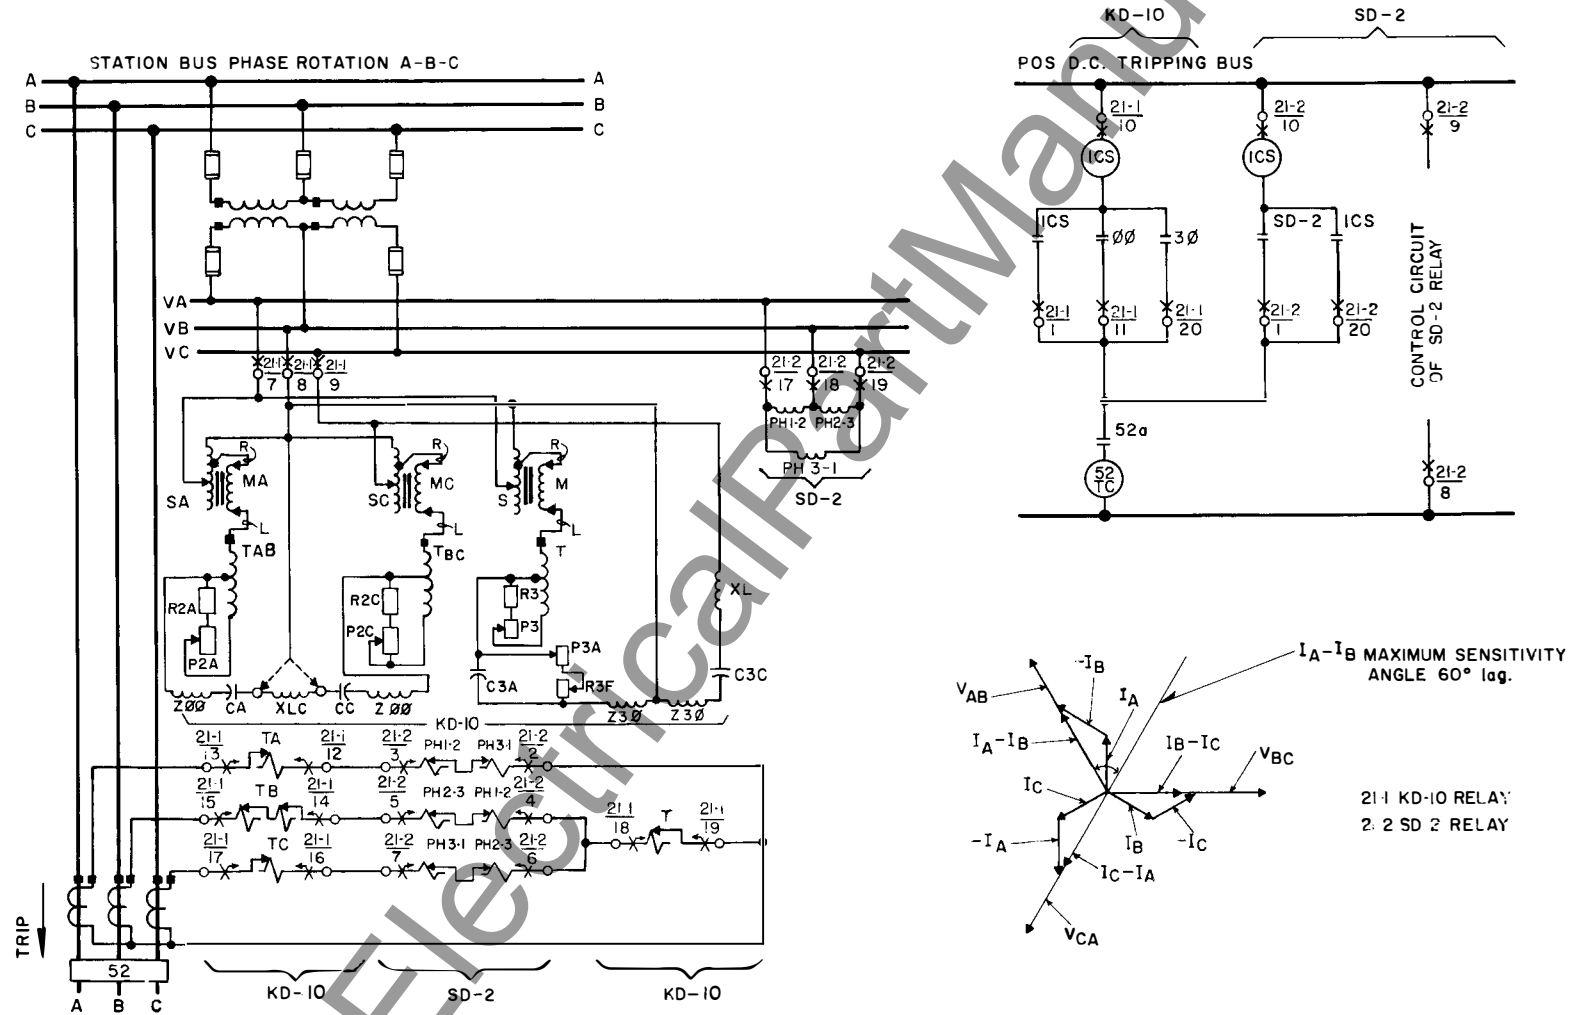 KD-10
SD-2
STATION BUS PHASE ROTATION A-B-C
POS D.C. TRIPPING BUS
A
A
B
B
C
C
21-1
10
21-2
10
21-2
9
ICS
ICS
ICS
ØØ
3Ø
SD-2
ICS
CONTROL CIRCUIT
OF SD-2 RELAY
VA
VB
VC
21-1
7
21-1
8
21-1
9
21-2
17
21-2
18
21-2
19
21-1
1
21-1
11
21-1
20
21-2
1
21-2
20
PH1-2
PH2-3
PH 3-1
SD-2
52a
52
TC
21-2
8
R
R
R
SA
MA
SC
MC
S
M
L
L
L
TAB
TBC
T
R2A
P2A
R2C
P2C
R3
P3
P3A
R3F
C3A
XL
C3C
ZØØ
CA
XLC
CC
ZØØ
Z3Ø
Z3Ø
KD-10
21-1
13
TA
21-1
12
21-2
3
PH1-2
PH3-1
21-2
2
21-1
15
TB
21-1
14
21-2
5
PH2-3
PH1-2
21-2
4
21-1
17
TC
21-1
16
21-2
7
PH3-1
PH2-3
21-2
6
21-1
18
T
21-1
19
TRIP
52
A
B
C
KD-10
SD-2
KD-10
IA-IB MAXIMUM SENSITIVITY
ANGLE 60° lag.
VAB
-IB
IA
IA-IB
IB-IC
VBC
IC
-IA
IB
-IC
IC-IA
VCA
21-1 KD-10 RELAY
21-2 SD-2 RELAY
ElectricalPartManu